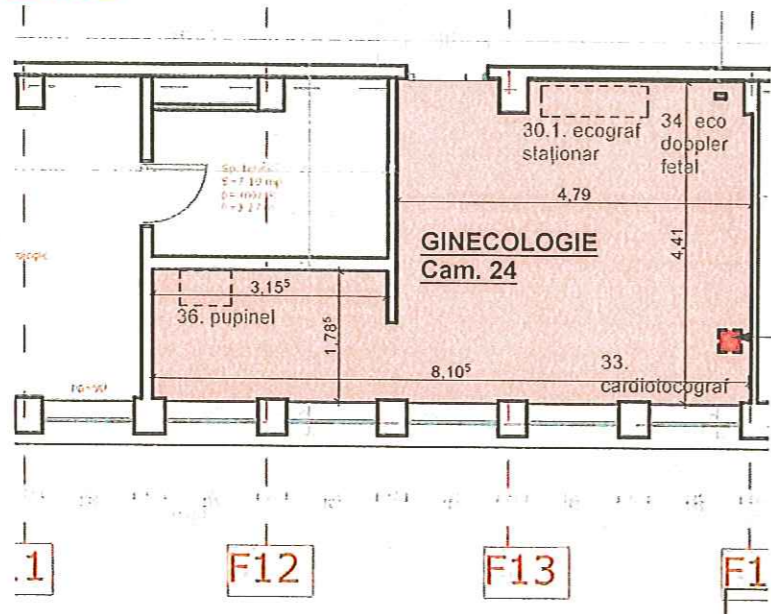 30.1. ecograf
staționar
34. eco
doppler
fetal
4,79
GINECOLOGIE
Cam. 24
4,41
3,15⁵
36. pupinel
1,78⁵
8,10⁵
33.
cardiotocograf
.1
F12
F13
F1